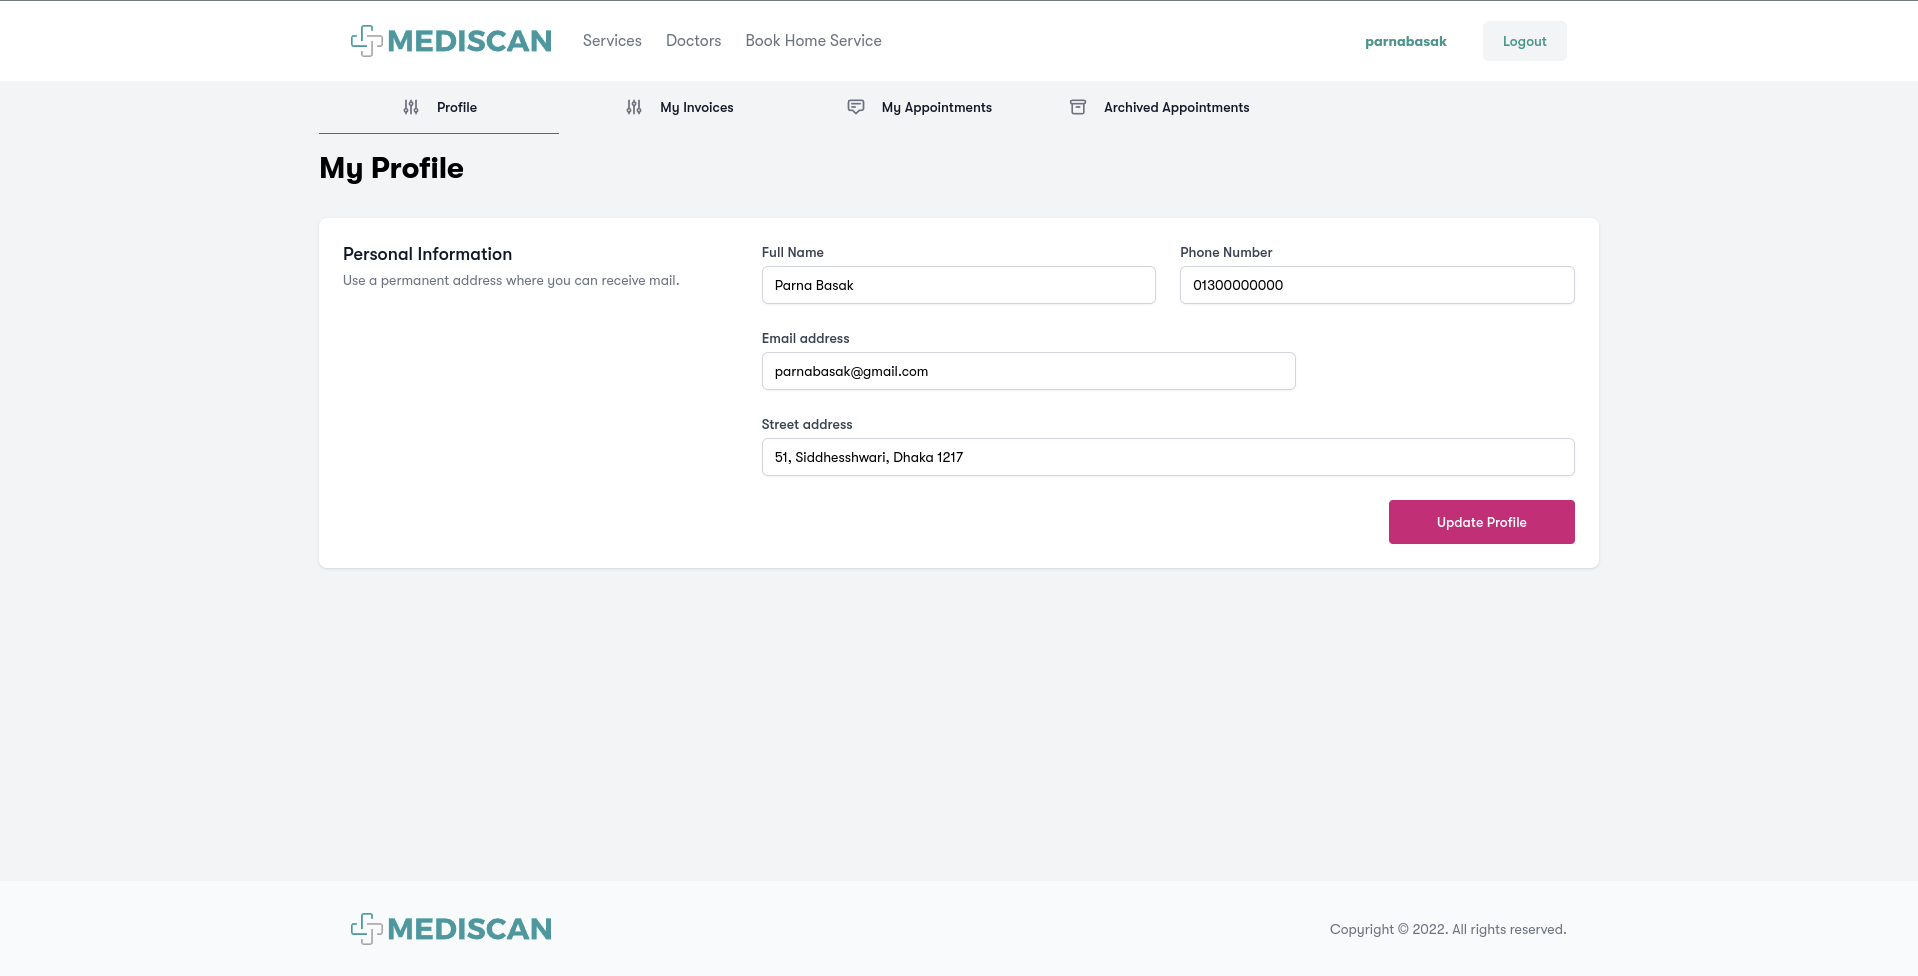 MEDISCAN Services Doctors Book Home Service parnabasak Logout
Profile My Invoices My Appointments Archived Appointments
My Profile
Personal Information
Use a permanent address where you can receive mail.
Full Name Phone Number
Parna Basak 01300000000
Email address
parnabasak@gmail.com
Street address
51, Siddhesshwari, Dhaka 1217
Update Profile
MEDISCAN Copyright © 2022. All rights reserved.